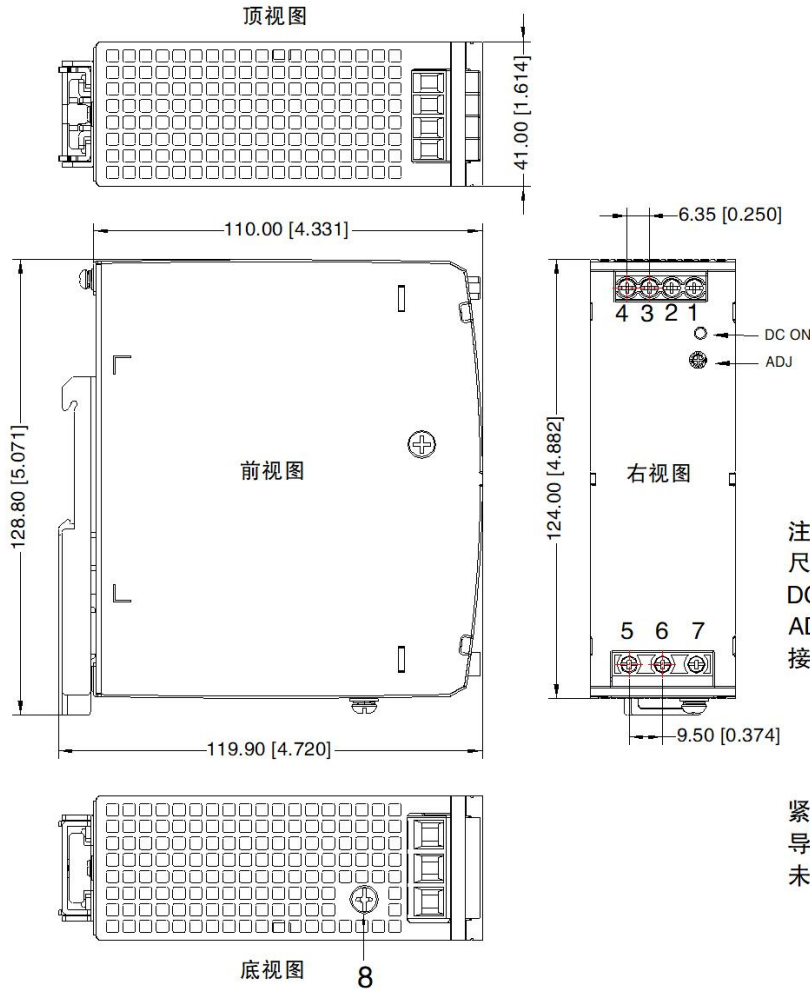 顶视图
41.00 [1.614]
110.00 [4.331]
6.35 [0.250]
4 3 2 1
DC ON
ADJ
128.80 [5.071]
前视图
124.00 [4.882]
右视图
注
尺
DC
AD
接
5 6 7
119.90 [4.720]
9.50 [0.374]
紧
导
未
底视图
8